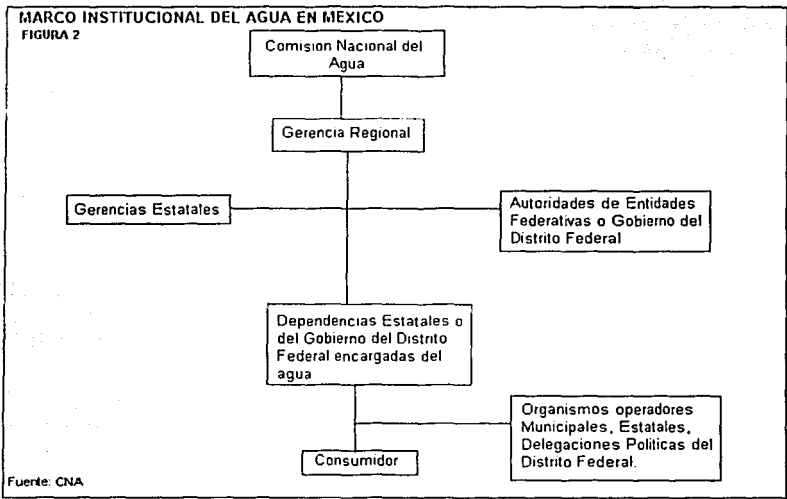 MARCO INSTITUCIONAL DEL AGUA EN MEXICO
FIGURA 2
Comision Nacional del
Agua
Gerencia Regional
Gerencias Estatales
Autoridades de Entidades
Federativas o Gobierno del
Distrito Federal
Dependencias Estatales o
del Gobierno del Distrito
Federal encargadas del
agua
Organismos operadores
Municipales, Estatales,
Delegaciones Politicas del
Distrito Federal.
Consumidor
Fuente: CNA